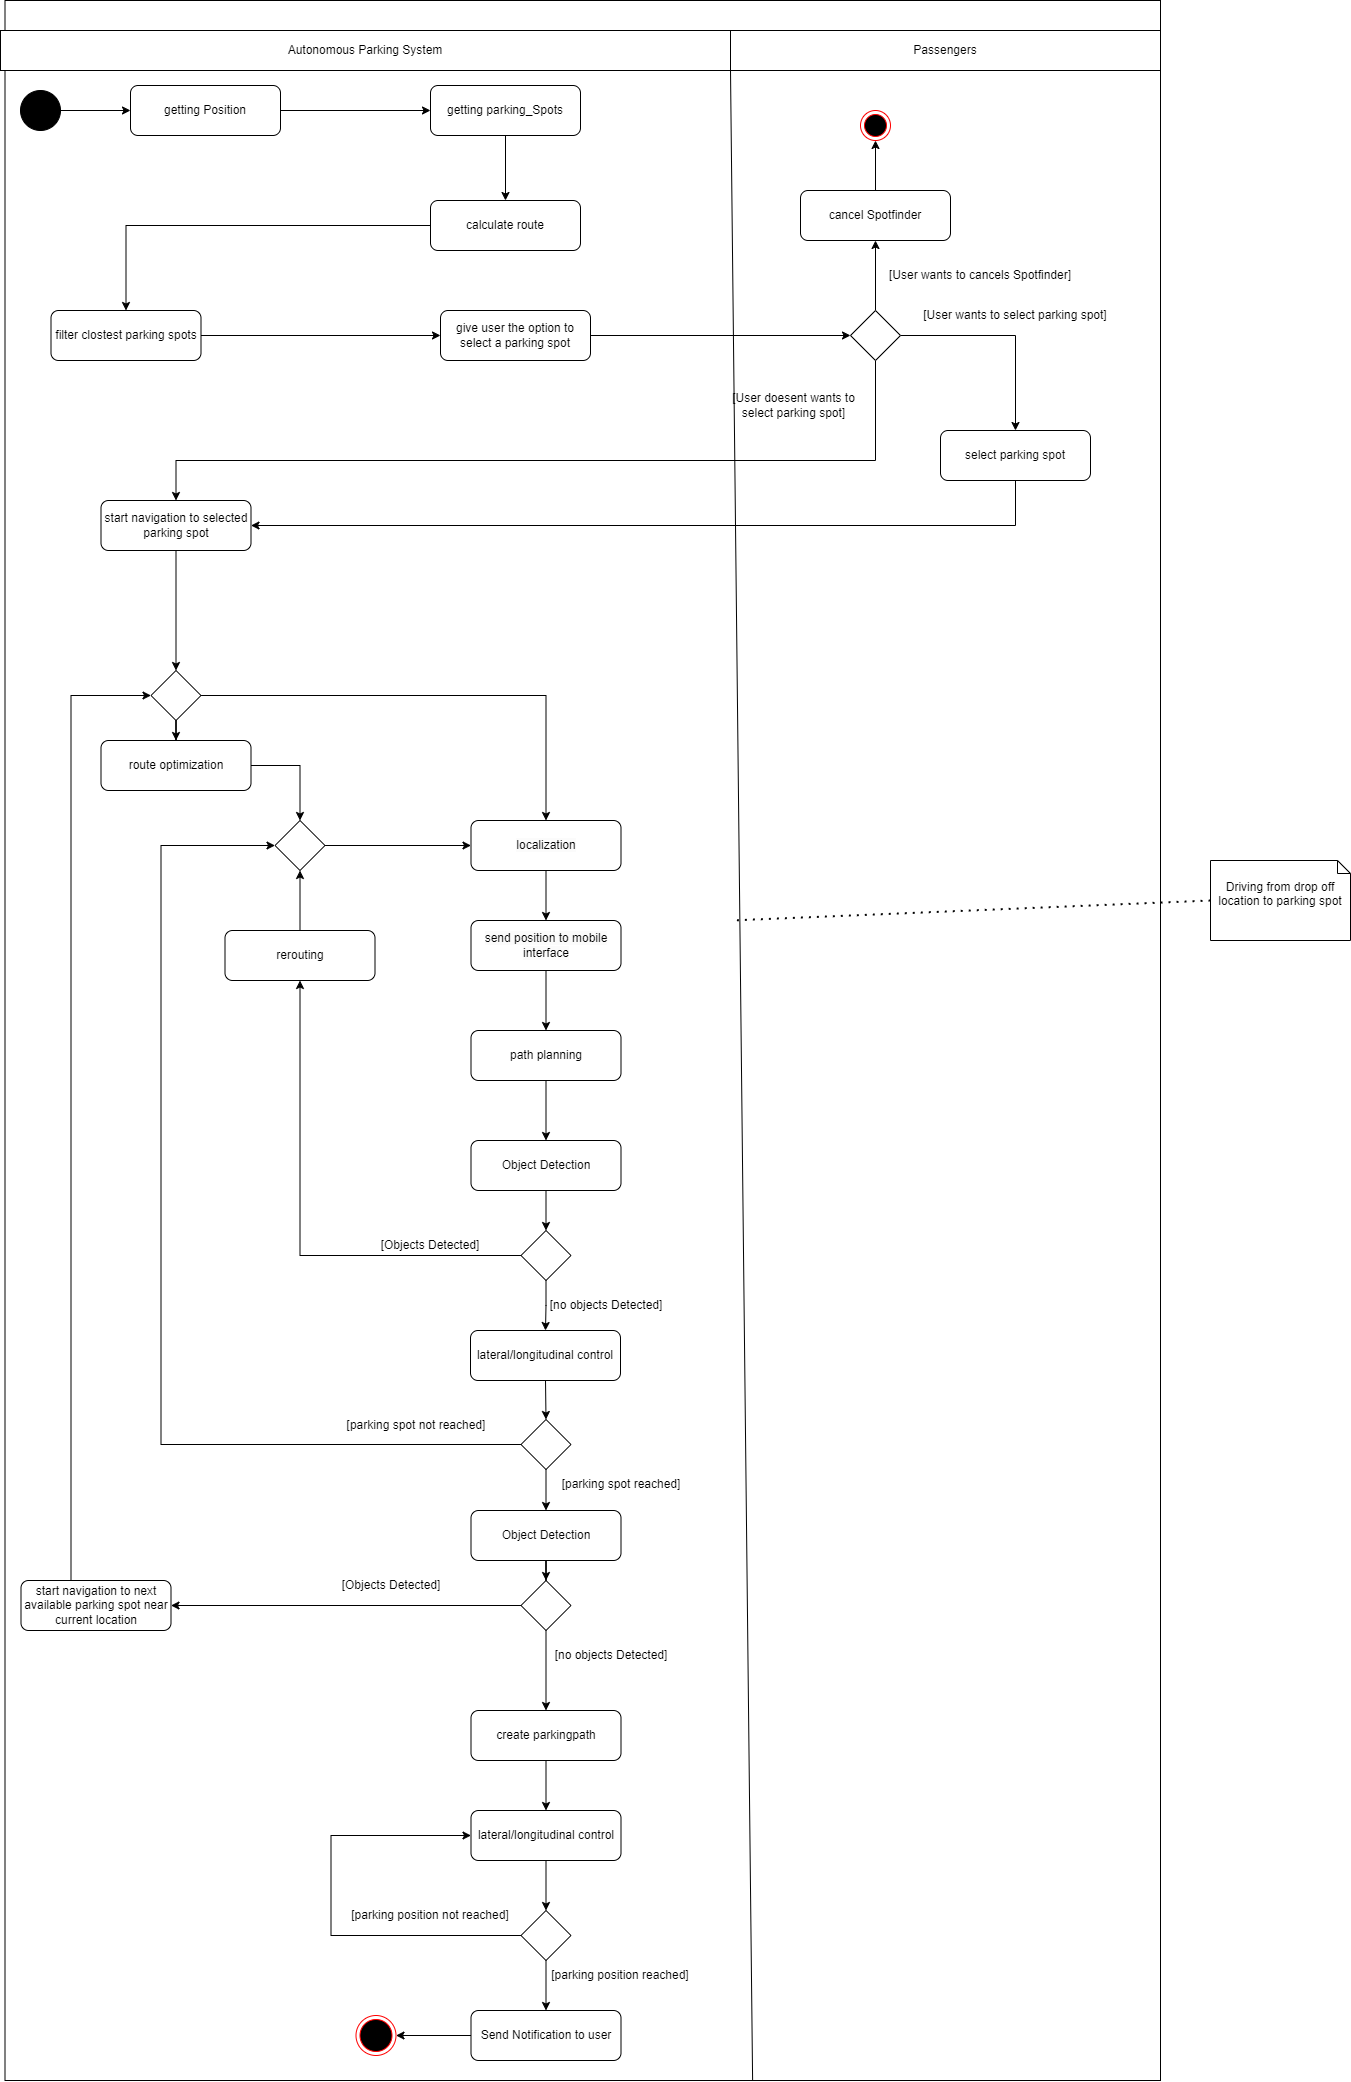 Autonomous Parking System
Passengers
getting Position
getting parking_Spots
cancel Spotfinder
calculate route
[User wants to cancels Spotfinder]
[User wants to select parking spot]
filter clostest parking spots
give user the option to
select a parking spot
[User doesent wants to
select parking spot]
select parking spot
start navigation to selected
parking spot
route optimization
localization
Driving from drop off
location to parking spot
send position to mobile
interface
rerouting
path planning
Object Detection
[Objects Detected]
[no objects Detected]
lateral/longitudinal control
[parking spot not reached]
[parking spot reached]
Object Detection
[Objects Detected]
start navigation to next
available parking spot near
current location
[no objects Detected]
create parkingpath
lateral/longitudinal control
[parking position not reached]
[parking position reached]
Send Notification to user